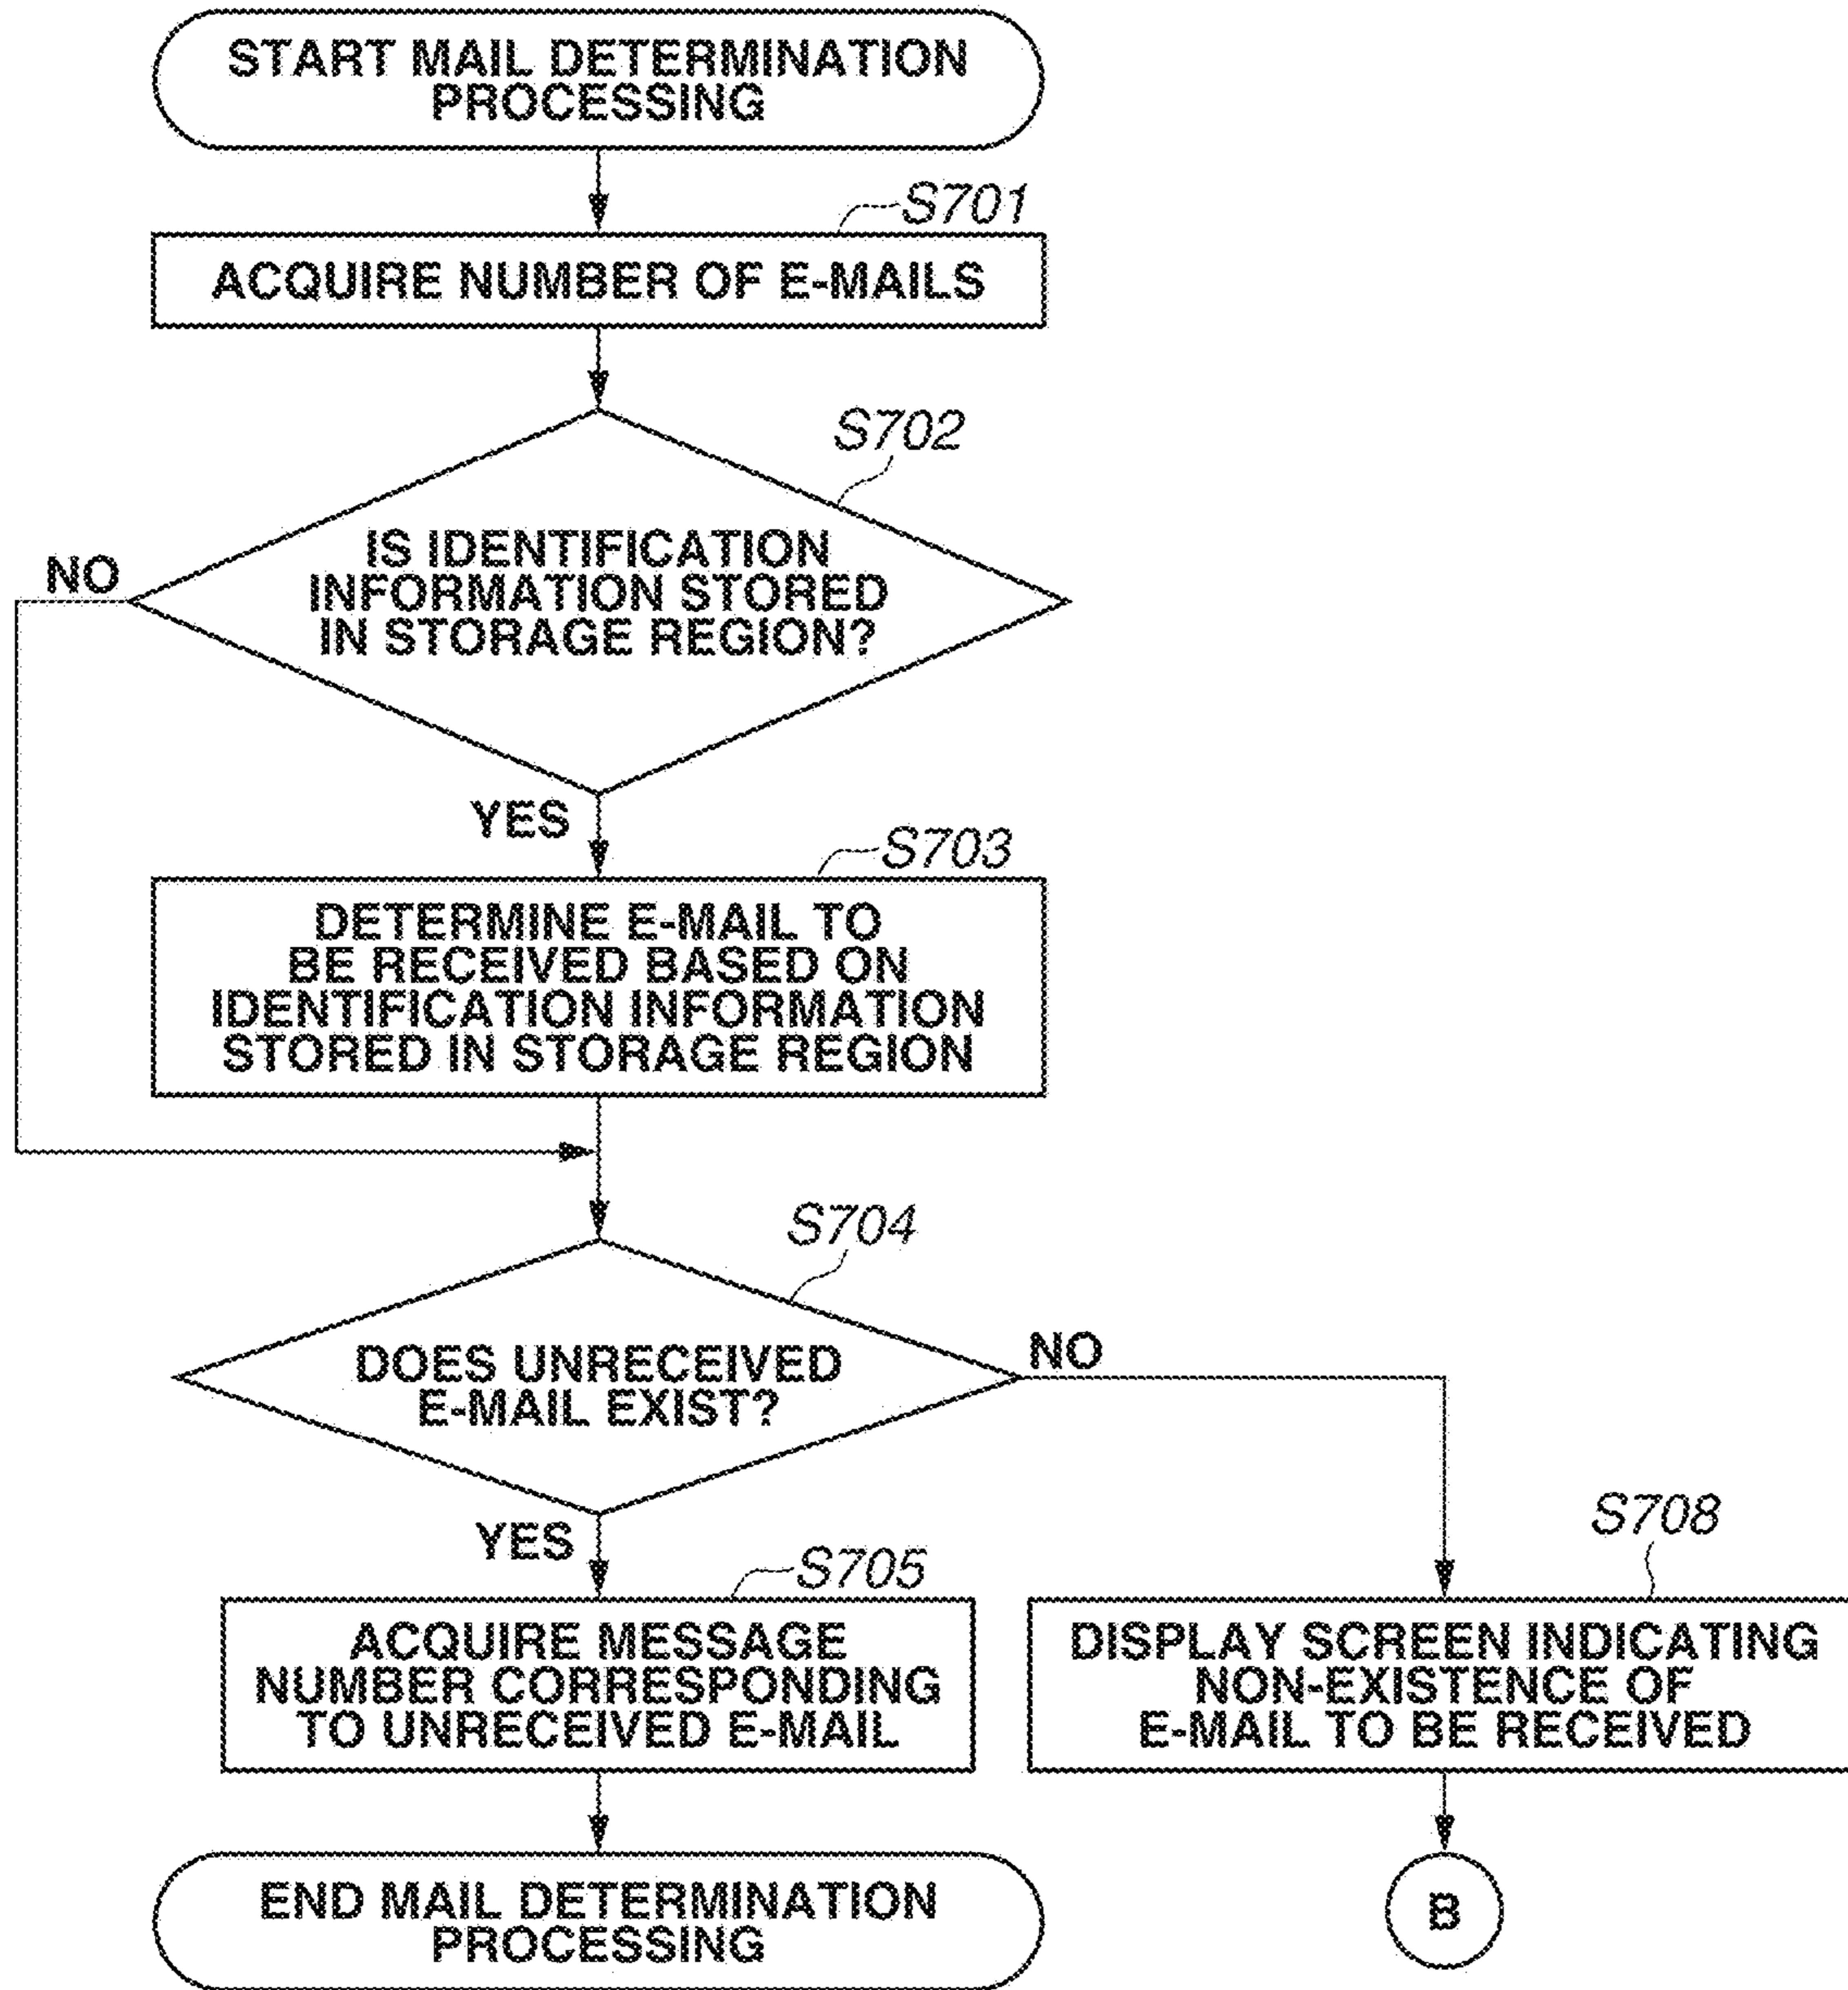 START MAIL DETERMINATION
PROCESSING
S701
ACQUIRE NUMBER OF E-MAILS
S702
IS IDENTIFICATION
INFORMATION STORED
IN STORAGE REGION?
NO
YES
S703
DETERMINE E-MAIL TO
BE RECEIVED BASED ON
IDENTIFICATION INFORMATION
STORED IN STORAGE REGION
S704
DOES UNRECEIVED
E-MAIL EXIST?
NO
YES
S705
ACQUIRE MESSAGE
NUMBER CORRESPONDING
TO UNRECEIVED E-MAIL
S708
DISPLAY SCREEN INDICATING
NON-EXISTENCE OF
E-MAIL TO BE RECEIVED
END MAIL DETERMINATION
PROCESSING
B